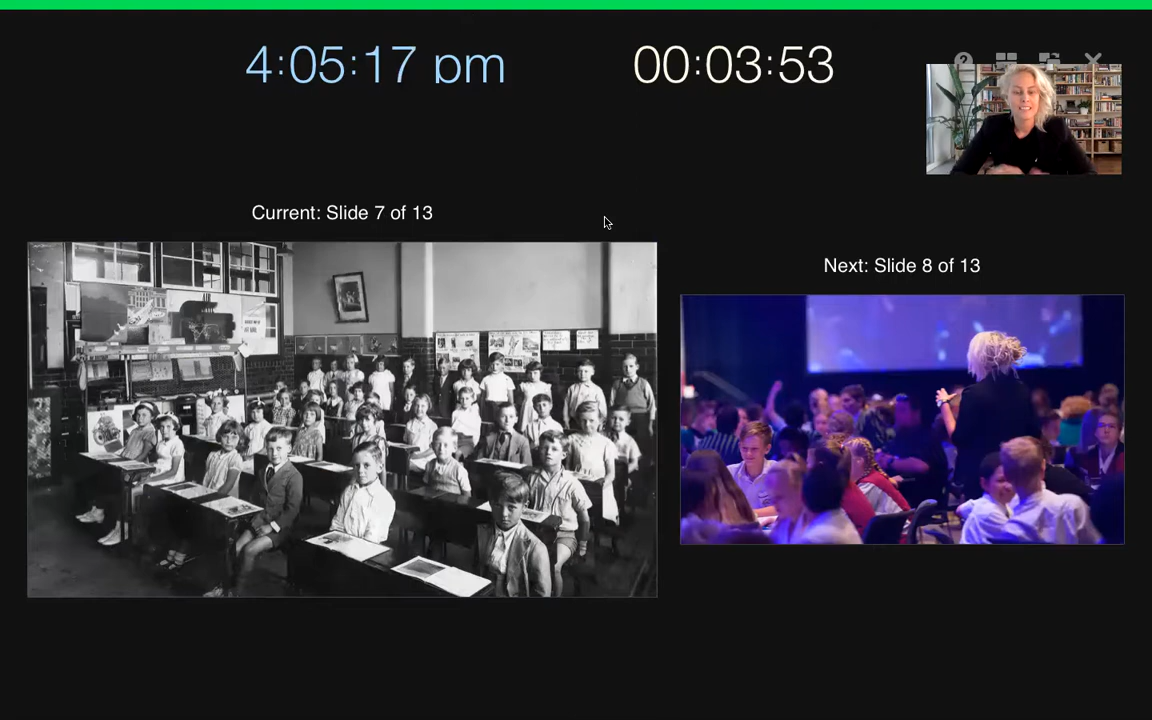 4:05:17 pm
00:03:53
?
Current: Slide 7 of 13
Next: Slide 8 of 13